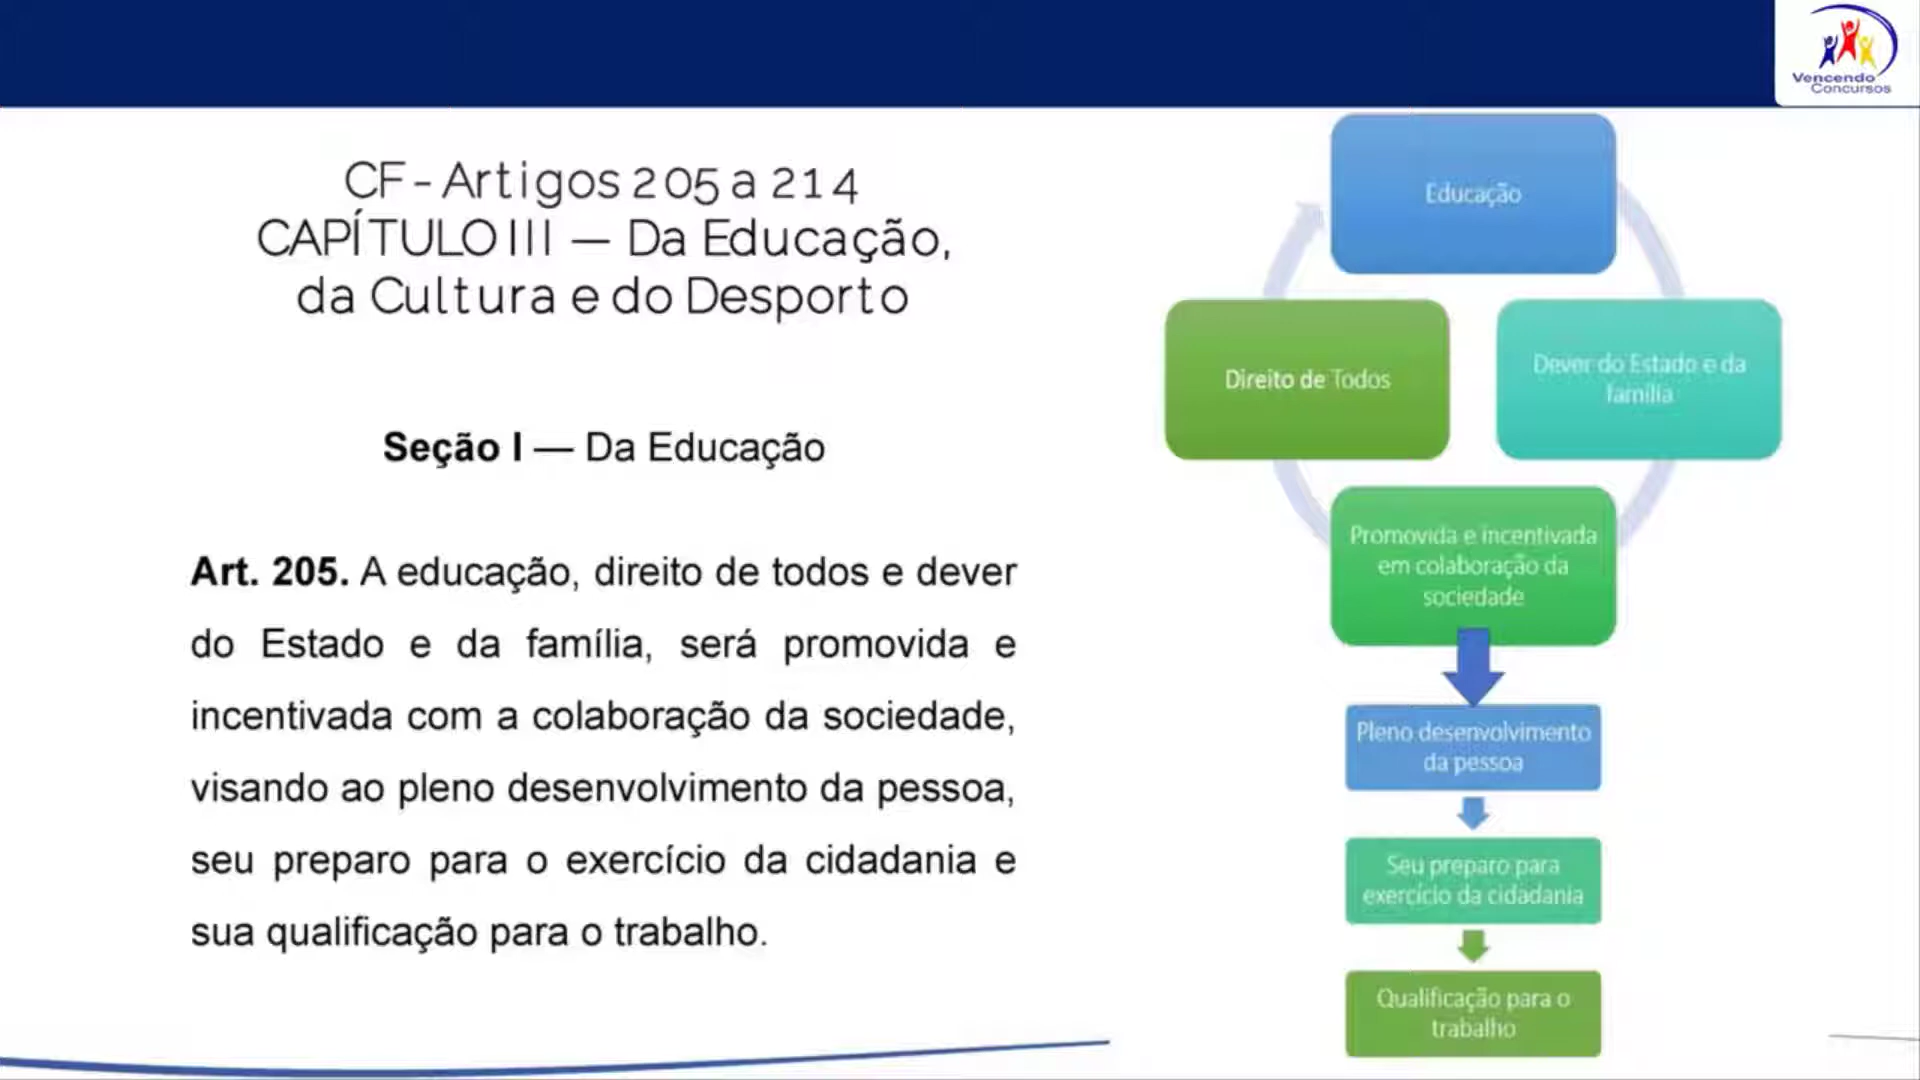 Vencendo
Concursos
CF - Artigos 205 a 214
CAPÍTULO III — Da Educação,
da Cultura e do Desporto
Seção I — Da Educação
Art. 205. A educação, direito de todos e dever
do Estado e da família, será promovida e
incentivada com a colaboração da sociedade,
visando ao pleno desenvolvimento da pessoa,
seu preparo para o exercício da cidadania e
sua qualificação para o trabalho.
Educação
Direito de Todos
Dever do Estado e da
família
Promovida e incentivada
em colaboração da
sociedade
Pleno desenvolvimento
da pessoa
Seu preparo para
exercício da cidadania
Qualificação para o
trabalho